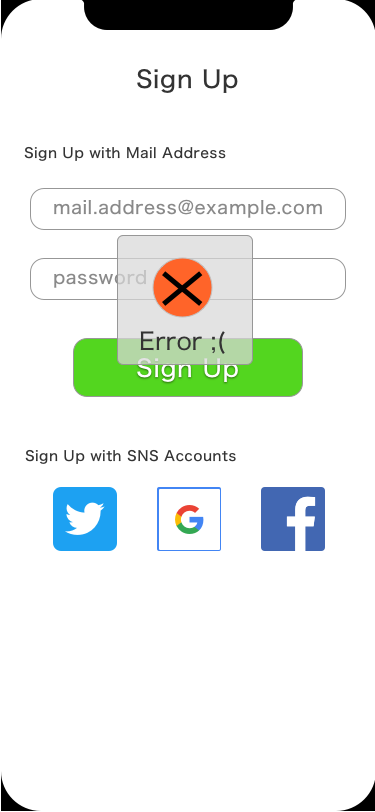 Sign Up
Sign Up with Mail Address
mail.address@example.com
password
Error ;(
Sign Up
Sign Up with SNS Accounts